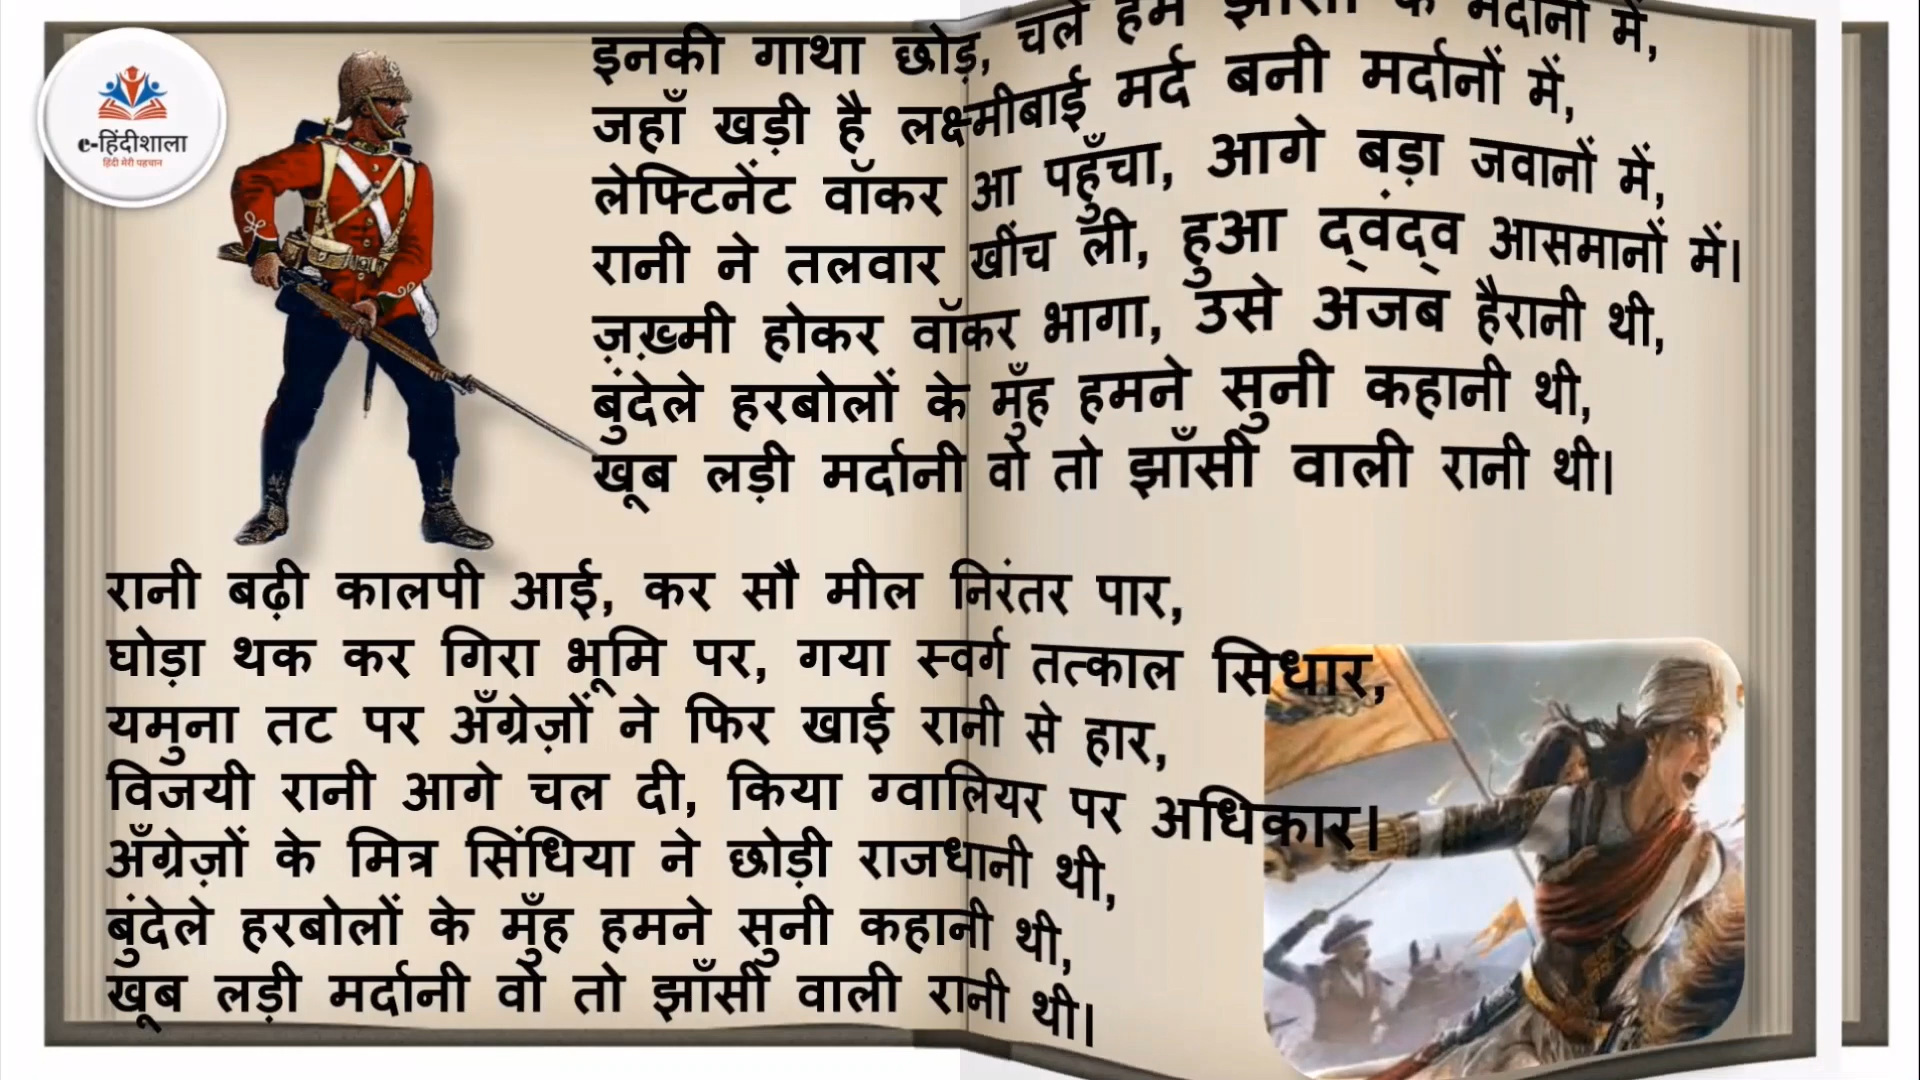 e-हिंदीशाला
हिंदी मेरी पहचान
इनकी गाथा छोड़, चले हम झाँसी के मैदानों में,
जहाँ खड़ी है लक्ष्मीबाई मर्द बनी मर्दानों में,
लेफ्टिनेंट वॉकर आ पहुँचा, आगे बड़ा जवानों में,
रानी ने तलवार खींच ली, हुआ द्वंद्व आसमानों में।
ज़ख़्मी होकर वॉकर भागा, उसे अजब हैरानी थी,
बुंदेले हरबोलों के मुँह हमने सुनी कहानी थी,
खूब लड़ी मर्दानी वो तो झाँसी वाली रानी थी।
रानी बढ़ी कालपी आई, कर सौ मील निरंतर पार,
घोड़ा थक कर गिरा भूमि पर, गया स्वर्ग तत्काल सिधार,
यमुना तट पर अँग्रेज़ों ने फिर खाई रानी से हार,
विजयी रानी आगे चल दी, किया ग्वालियर पर अधिकार।
अँग्रेज़ों के मित्र सिंधिया ने छोड़ी राजधानी थी,
बुंदेले हरबोलों के मुँह हमने सुनी कहानी थी,
खूब लड़ी मर्दानी वो तो झाँसी वाली रानी थी।